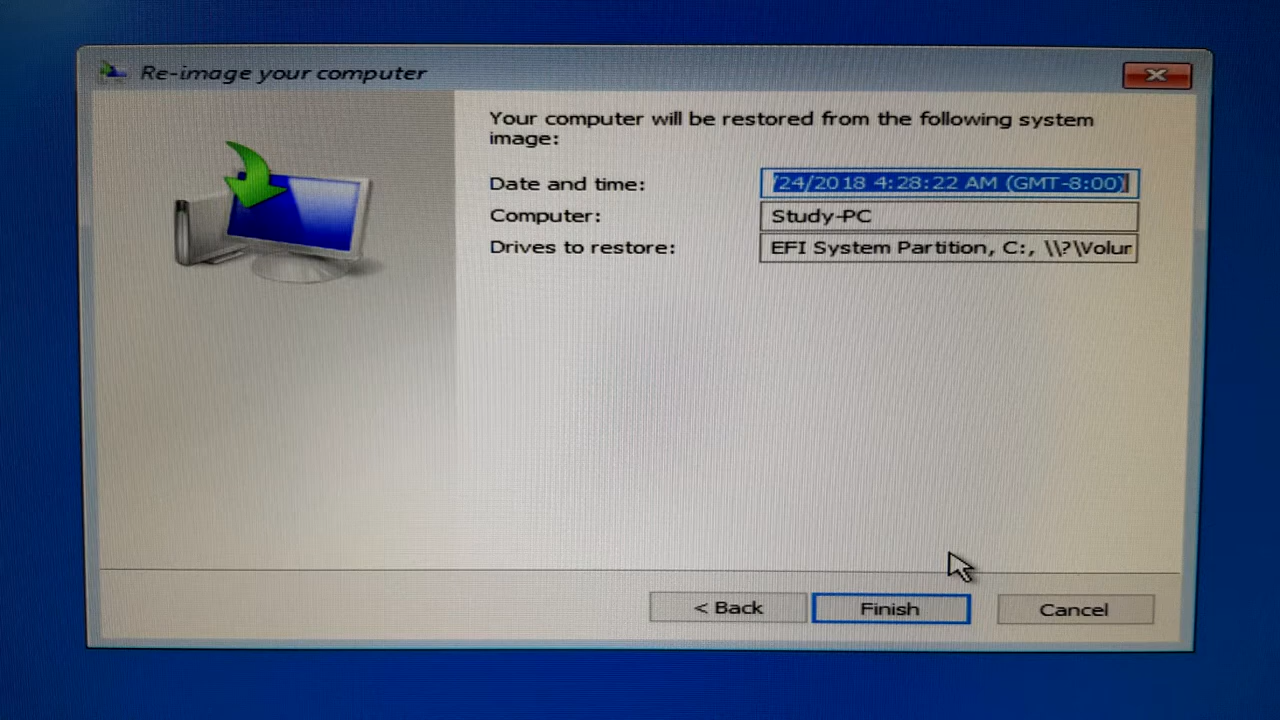 Re-image your computer
Your computer will be restored from the following system
image:
Date and time: /24/2018 4:28:22 AM (GMT-8:00)
Computer: Study-PC
Drives to restore: EFI System Partition, C:, \\?\Volur
< Back Finish Cancel